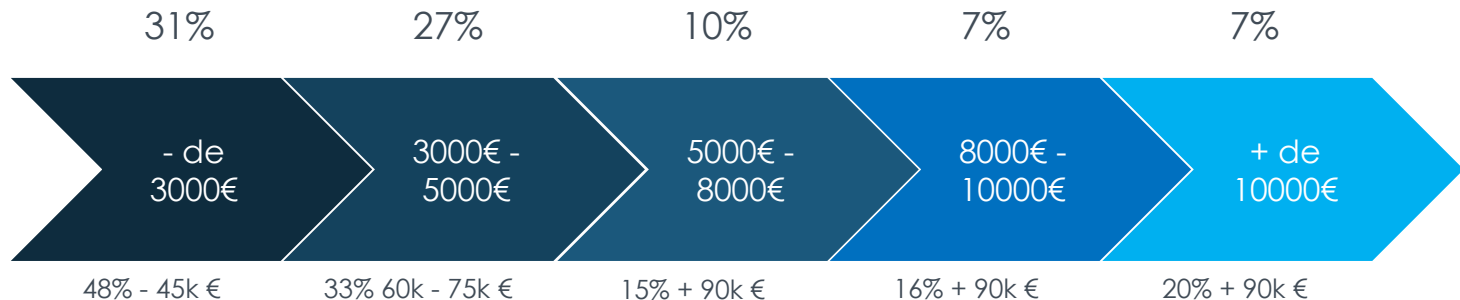 31% 27% 10% 7% 7%
- de
3000€
3000€ -
5000€
5000€ -
8000€
8000€ -
10000€
+ de
10000€
48% - 45k € 33% 60k - 75k € 15% + 90k € 16% + 90k € 20% + 90k €